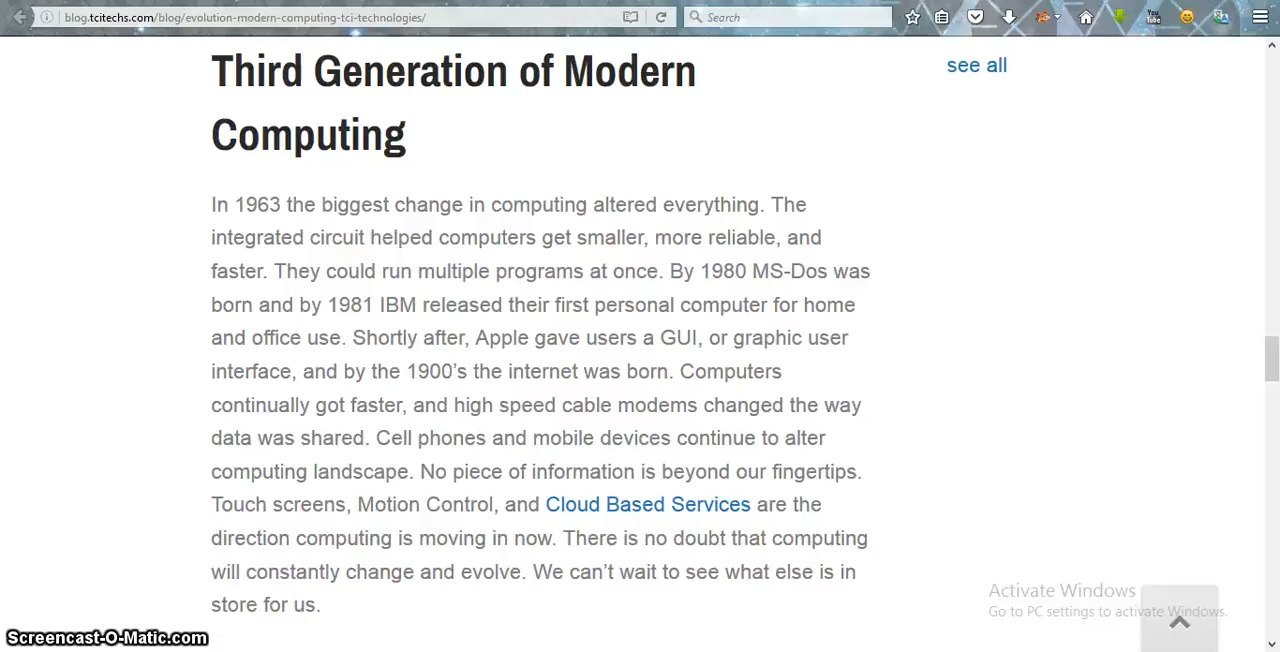 blog.tcitechs.com/blog/evolution-modern-computing-tci-technologies/
Search
You
Tube
Third Generation of Modern
Computing
see all
In 1963 the biggest change in computing altered everything. The
integrated circuit helped computers get smaller, more reliable, and
faster. They could run multiple programs at once. By 1980 MS-Dos was
born and by 1981 IBM released their first personal computer for home
and office use. Shortly after, Apple gave users a GUI, or graphic user
interface, and by the 1900’s the internet was born. Computers
continually got faster, and high speed cable modems changed the way
data was shared. Cell phones and mobile devices continue to alter
computing landscape. No piece of information is beyond our fingertips.
Touch screens, Motion Control, and Cloud Based Services are the
direction computing is moving in now. There is no doubt that computing
will constantly change and evolve. We can’t wait to see what else is in
store for us.
Activate Windows
Go to PC settings to activate Windows.
Screencast-O-Matic.com